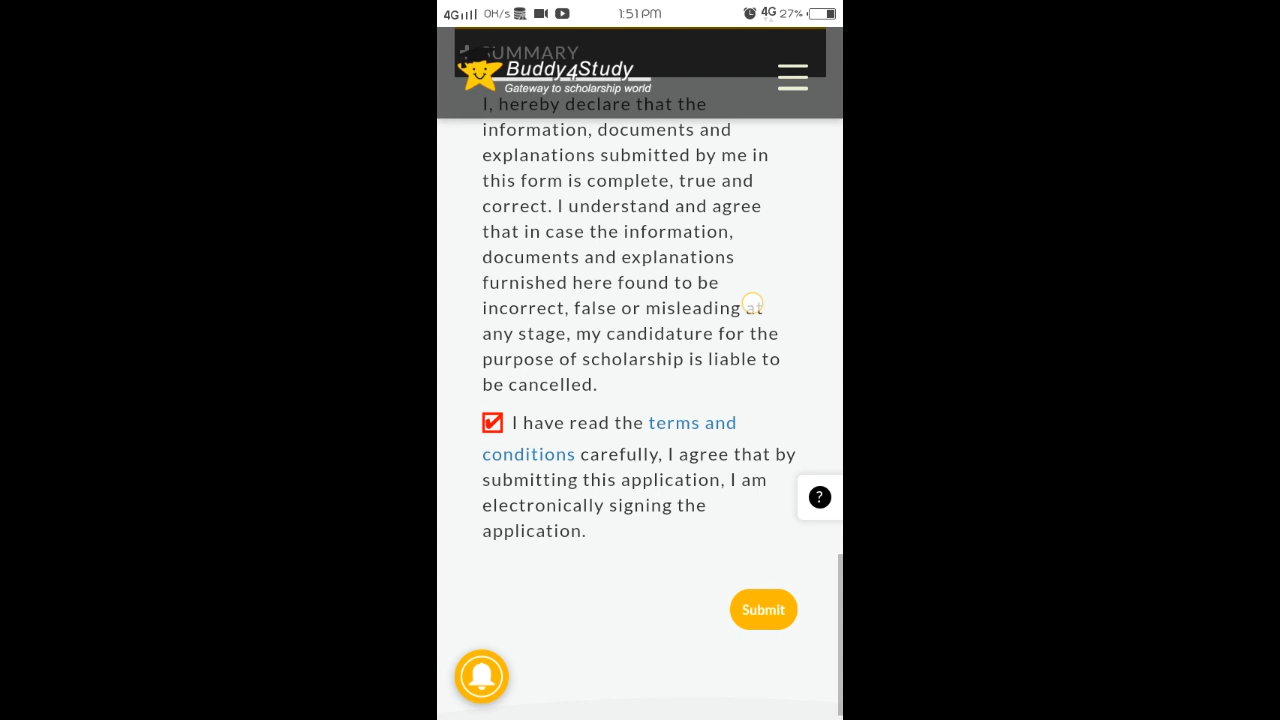 4G 0K/s 1:51 PM 4G 27%
SUMMARY
Buddy4Study
Gateway to scholarship world
I, hereby declare that the
information, documents and
explanations submitted by me in
this form is complete, true and
correct. I understand and agree
that in case the information,
documents and explanations
furnished here found to be
incorrect, false or misleading at
any stage, my candidature for the
purpose of scholarship is liable to
be cancelled.
I have read the terms and
conditions carefully, I agree that by
submitting this application, I am
electronically signing the
application.
?
Submit